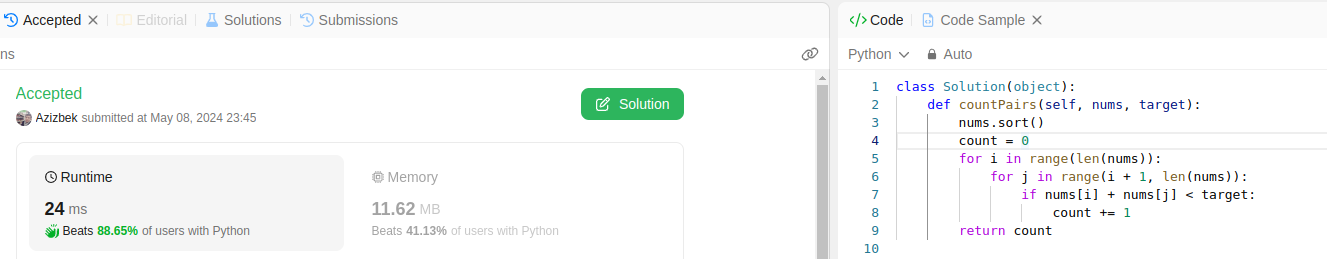 Accepted Editorial Solutions Submissions
ns
Accepted
Azizbek submitted at May 08, 2024 23:45
Solution
Runtime
24 ms
Beats 88.65% of users with Python
Memory
11.62 MB
Beats 41.13% of users with Python
Code Code Sample
Python Auto
1 class Solution(object):
2     def countPairs(self, nums, target):
3         nums.sort()
4         count = 0
5         for i in range(len(nums)):
6             for j in range(i + 1, len(nums)):
7                 if nums[i] + nums[j] < target:
8                     count += 1
9         return count
10